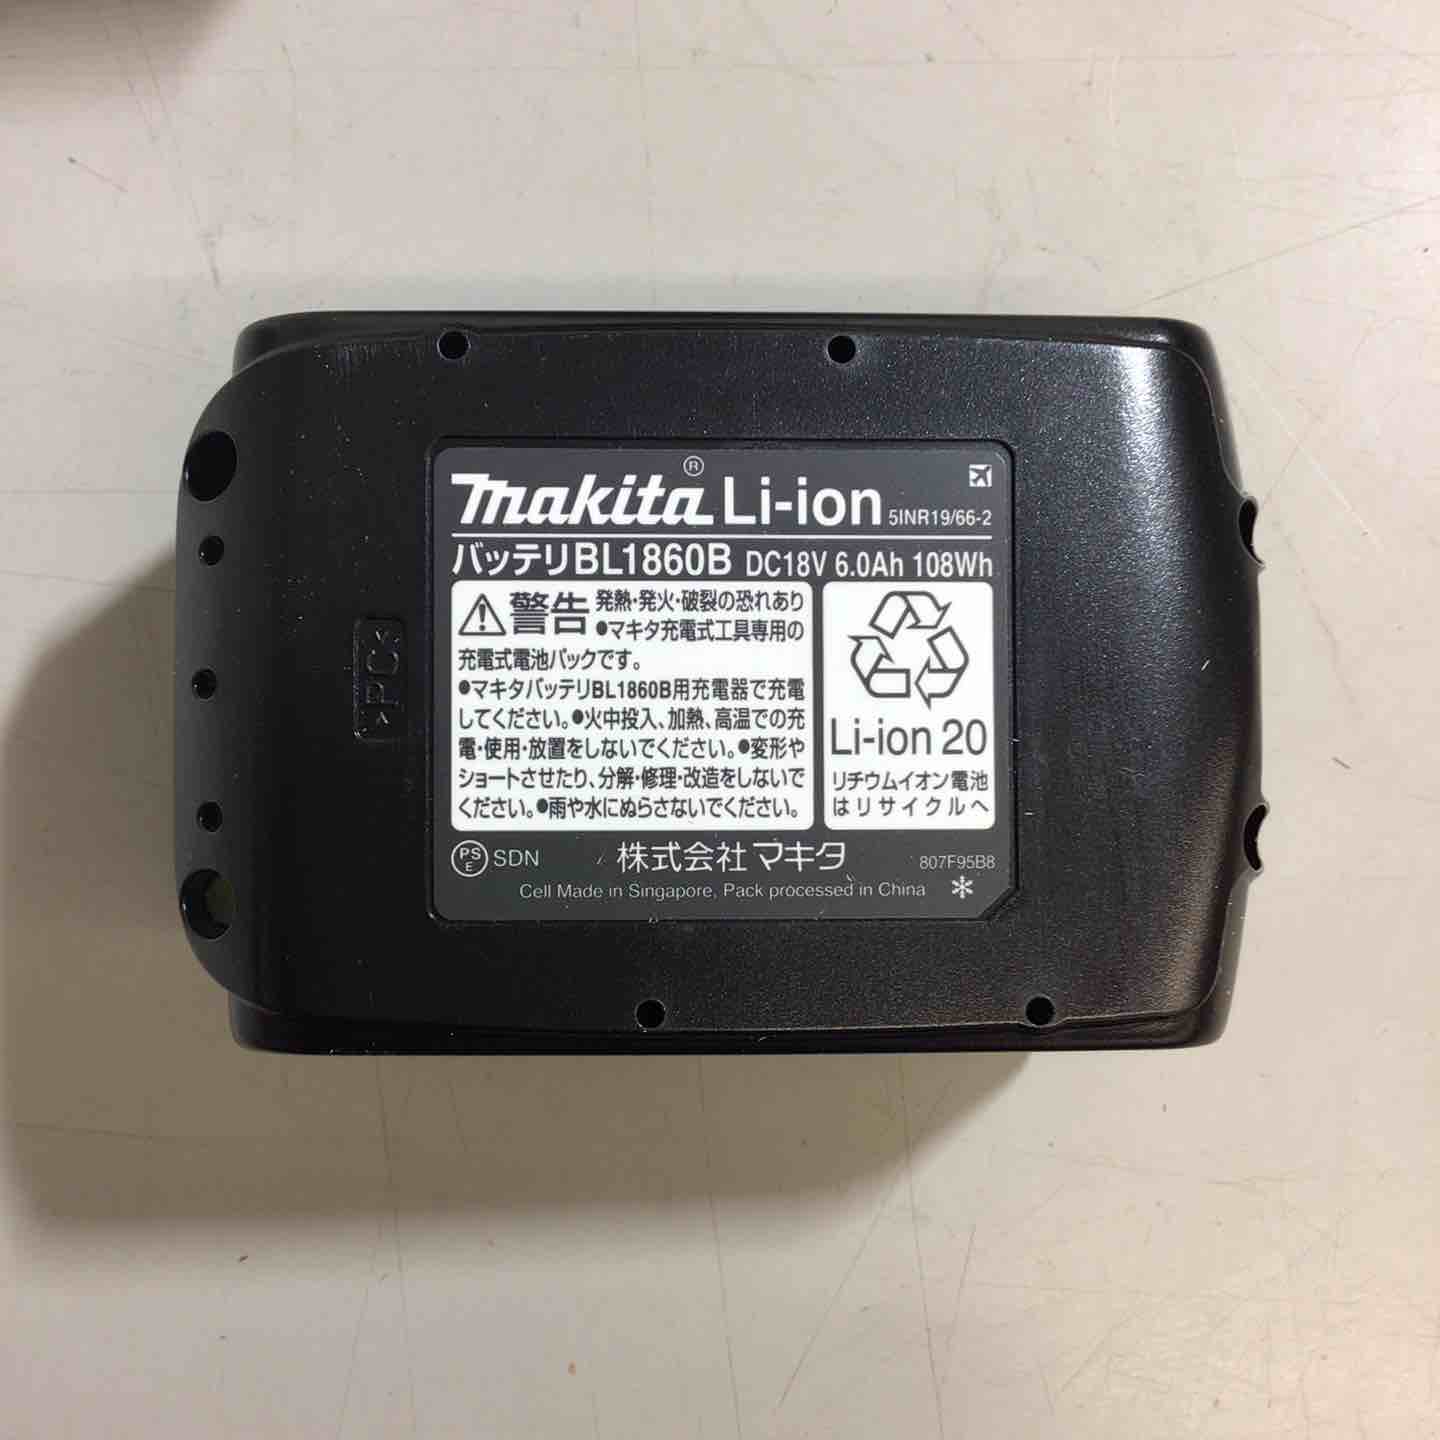 makita® Li-ion 5INR19/66-2
バッテリBL1860B DC18V 6.0Ah 108Wh
警告 発熱・発火・破裂の恐れあり
●マキタ充電式工具専用の
充電式電池パックです。
●マキタバッテリBL1860B用充電器で充電
してください。●火中投入、加熱、高温での充
電・使用・放置をしないでください。●変形や
ショートさせたり、分解・修理・改造をしないで
ください。●雨や水にぬらさないでください。
Li-ion 20
リチウムイオン電池
はリサイクルへ
PSE SDN 株式会社マキタ 807F95B8
Cell Made in Singapore, Pack processed in China
>PC<